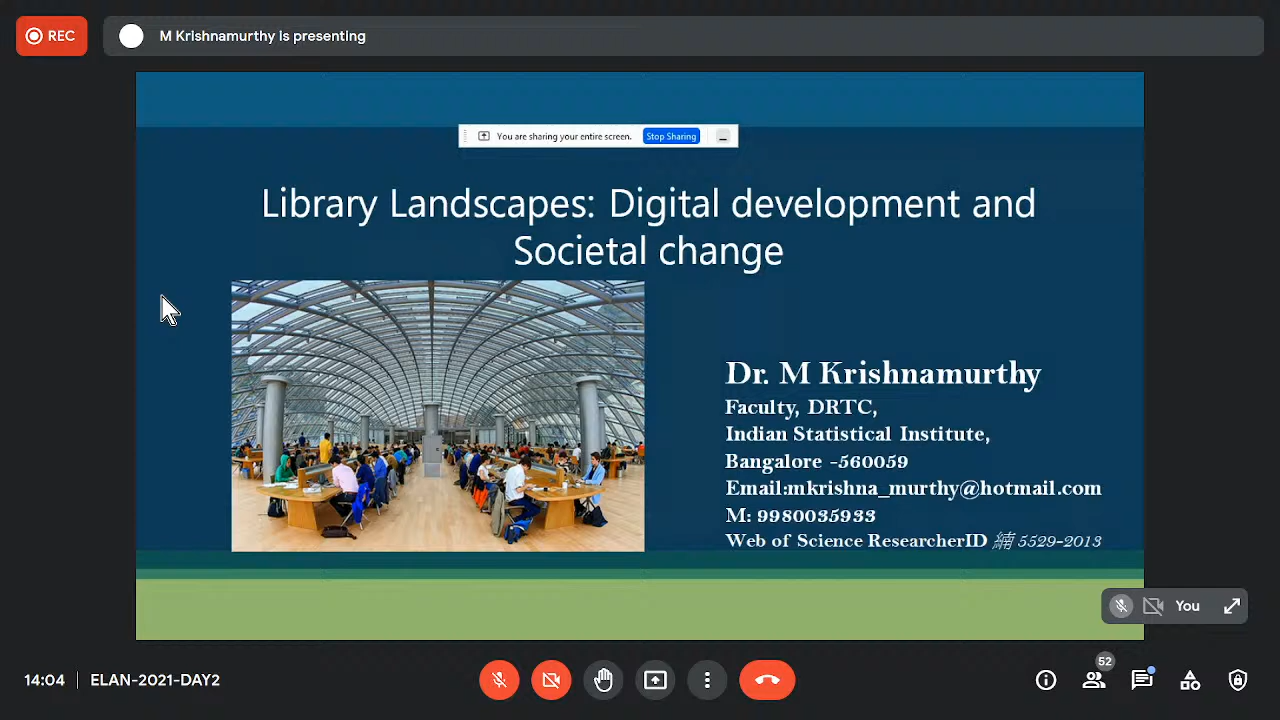 REC
M Krishnamurthy is presenting
You are sharing your entire screen. Stop Sharing
Library Landscapes: Digital development and
Societal change
Dr. M Krishnamurthy
Faculty, DRTC,
Indian Statistical Institute,
Bangalore -560059
Email:mkrishna_murthy@hotmail.com
M: 9980035933
Web of Science ResearcherID 5529-2013
You
52
14:04 | ELAN-2021-DAY2